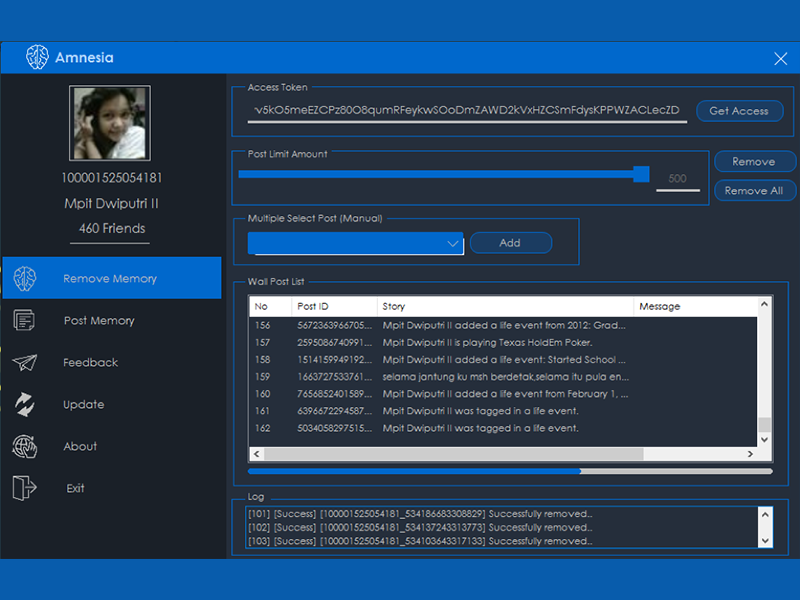 Amnesia
100001525054181
Mpit Dwiputri II
460 Friends
Remove Memory
Post Memory
Feedback
Update
About
Exit
Access Token
Get Access
Post Limit Amount
500
Remove
Remove All
Multiple Select Post (Manual)
Add
Wall Post List
No Post ID Story Message
156 5672363966705... Mpit Dwiputri II added a life event from 2012: Grad...
157 2595086740991... Mpit Dwiputri II is playing Texas HoldEm Poker.
158 1514159949192... Mpit Dwiputri II added a life event: Started School ...
159 1663727533761... selama jantung ku msh berdetak,selama itu pula en...
160 7656852401589... Mpit Dwiputri II added a life event from February 1, ...
161 6396672294587... Mpit Dwiputri II was tagged in a life event.
162 5034058297515... Mpit Dwiputri II was tagged in a life event.
Log
[101] [Success] [100001525054181_534186683308829] Successfully removed..
[102] [Success] [100001525054181_534137243313773] Successfully removed..
[103] [Success] [100001525054181_534103643317133] Successfully removed..